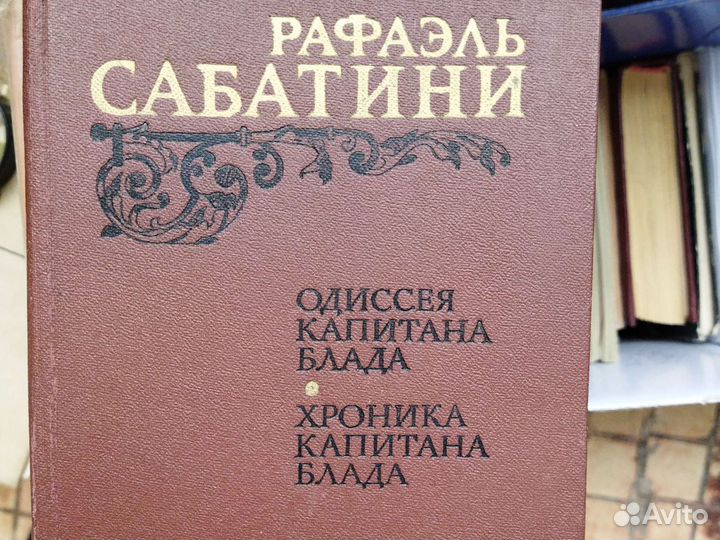 РАФАЭЛЬ
САБАТИНИ
ОДИССЕЯ
КАПИТАНА
БЛАДА
ХРОНИКА
КАПИТАНА
БЛАДА
Avito